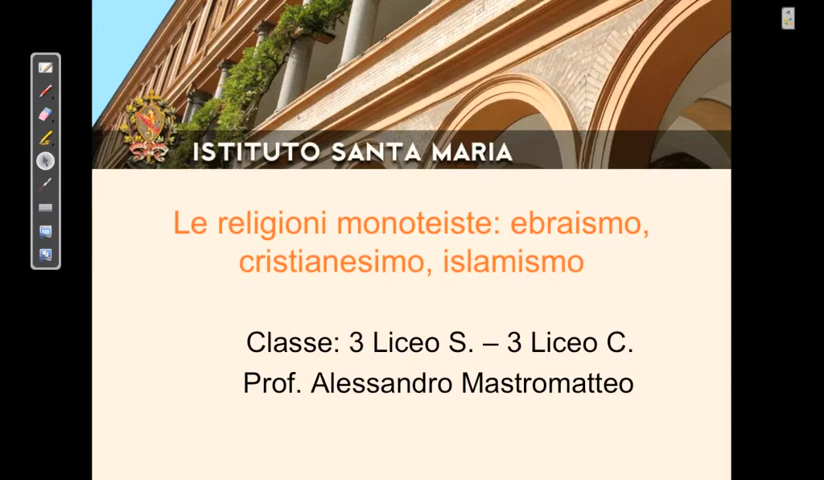 ISTITUTO SANTA MARIA
Le religioni monoteiste: ebraismo,
cristianesimo, islamismo
Classe: 3 Liceo S. – 3 Liceo C.
Prof. Alessandro Mastromatteo